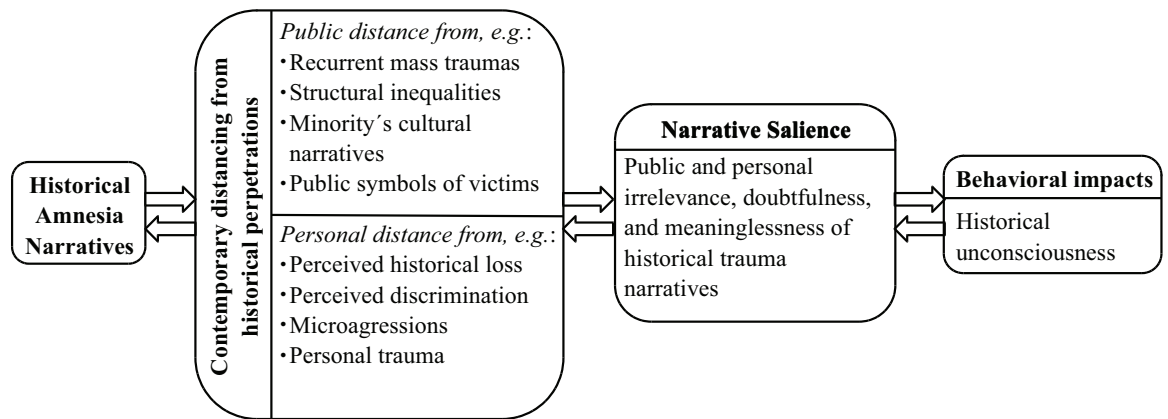 Historical
Amnesia
Narratives
Contemporary distancing from
historical perpetrations
Public distance from, e.g.:
·Recurrent mass traumas
·Structural inequalities
·Minority´s cultural
narratives
·Public symbols of victims
Personal distance from, e.g.:
·Perceived historical loss
·Perceived discrimination
·Microagressions
·Personal trauma
Narrative Salience
Public and personal
irrelevance, doubtfulness,
and meaninglessness of
historical trauma
narratives
Behavioral impacts
Historical
unconsciousness